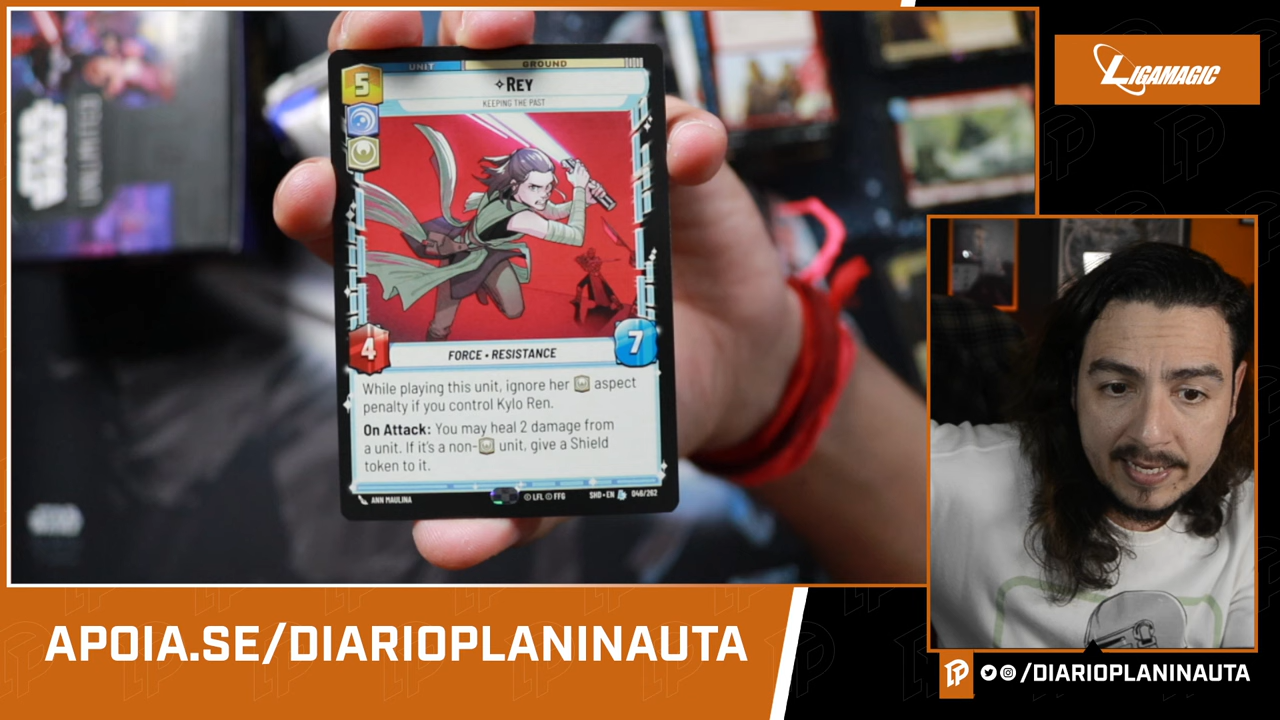 UNIT
GROUND
5
✧REY
KEEPING THE PAST
4
7
FORCE • RESISTANCE
While playing this unit, ignore her aspect
penalty if you control Kylo Ren.
On Attack: You may heal 2 damage from
a unit. If it's a non- unit, give a Shield
token to it.
ANN MAULINA
© LFL © FFG
SHD • EN
046/262
STAR
WARS
LIGAMAGIC
APOIA.SE/DIARIOPLANINAUTA
/DIARIOPLANINAUTA